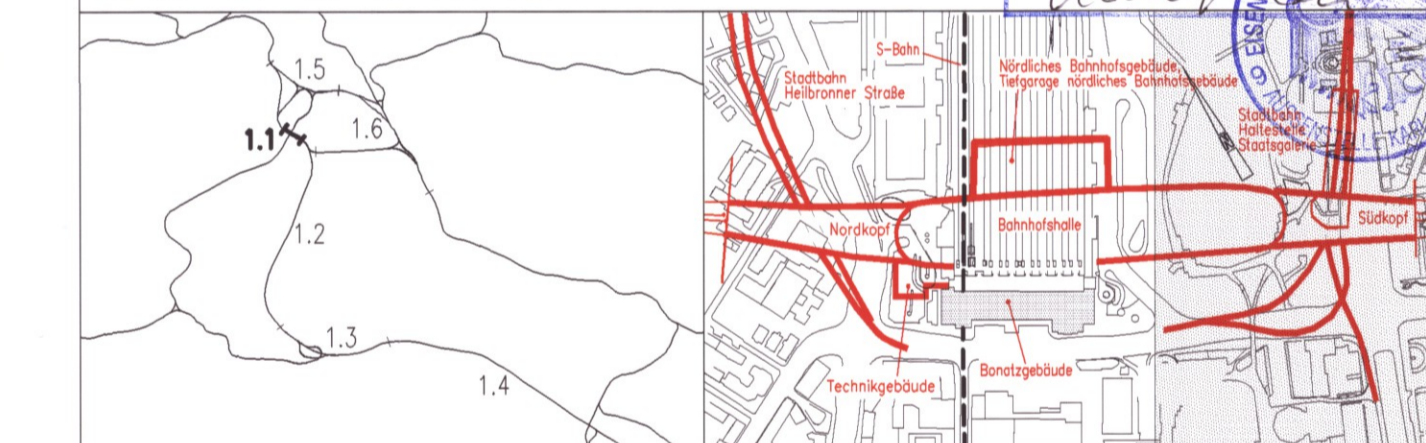 1.5
1.1
1.6
1.2
1.3
1.4
S-Bahn
Stadtbahn
Heilbronner Straße
Nördliches Bahnhofsgebäude,
Tiefgarage nördliches Bahnhofsgebäude
Stadtbahn
Haltestelle
Staatsgalerie
Nordkopf
Bahnhofshalle
Südkopf
Technikgebäude
Bonatzgebäude
EISEN